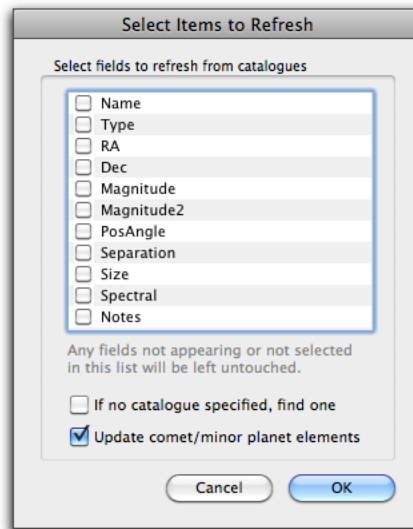 Select Items to Refresh
Select fields to refresh from catalogues
Name
Type
RA
Dec
Magnitude
Magnitude2
PosAngle
Separation
Size
Spectral
Notes
Any fields not appearing or not selected
in this list will be left untouched.
If no catalogue specified, find one
Update comet/minor planet elements
Cancel
OK